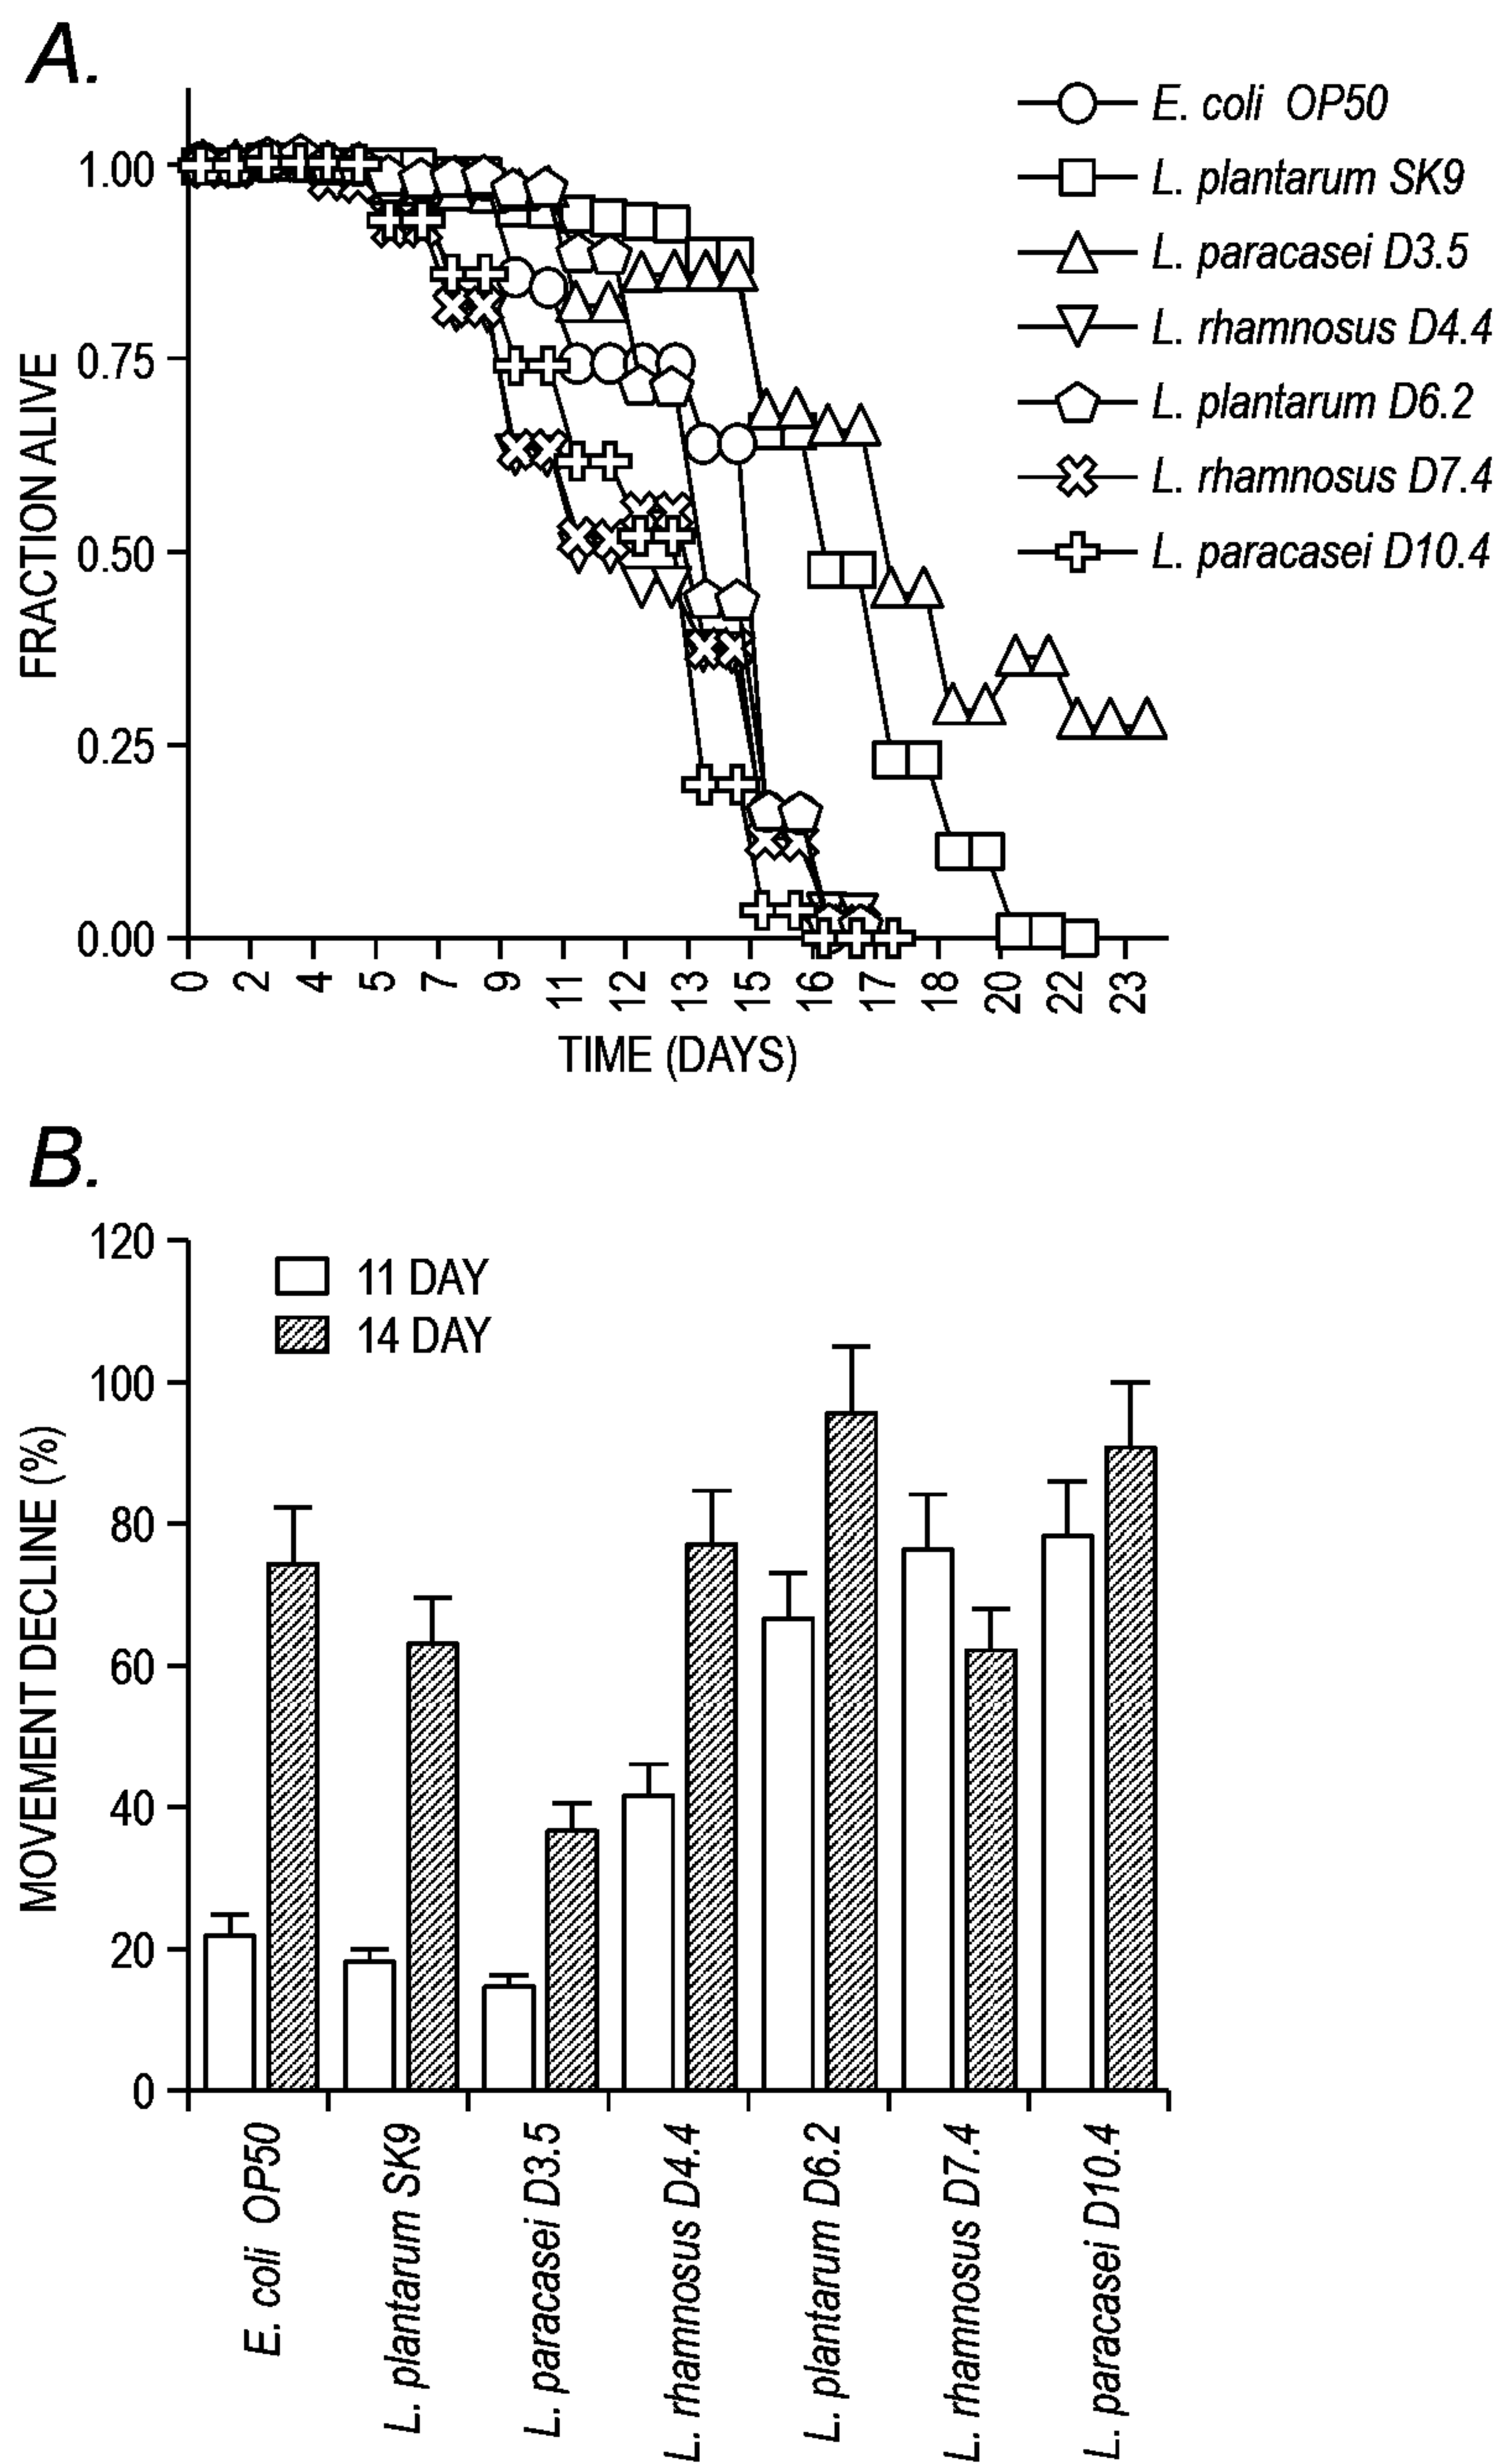 A.
E. coli OP50
L. plantarum SK9
L. paracasei D3.5
L. rhamnosus D4.4
L. plantarum D6.2
L. rhamnosus D7.4
L. paracasei D10.4
FRACTION ALIVE
1.00
0.75
0.50
0.25
0.00
0 2 4 5 7 9 11 12 13 15 16 17 18 20 22 23
TIME (DAYS)
B.
11 DAY
14 DAY
MOVEMENT DECLINE (%)
120
100
80
60
40
20
0
E. coli OP50
L. plantarum SK9
L. paracasei D3.5
L. rhamnosus D4.4
L. plantarum D6.2
L. rhamnosus D7.4
L. paracasei D10.4